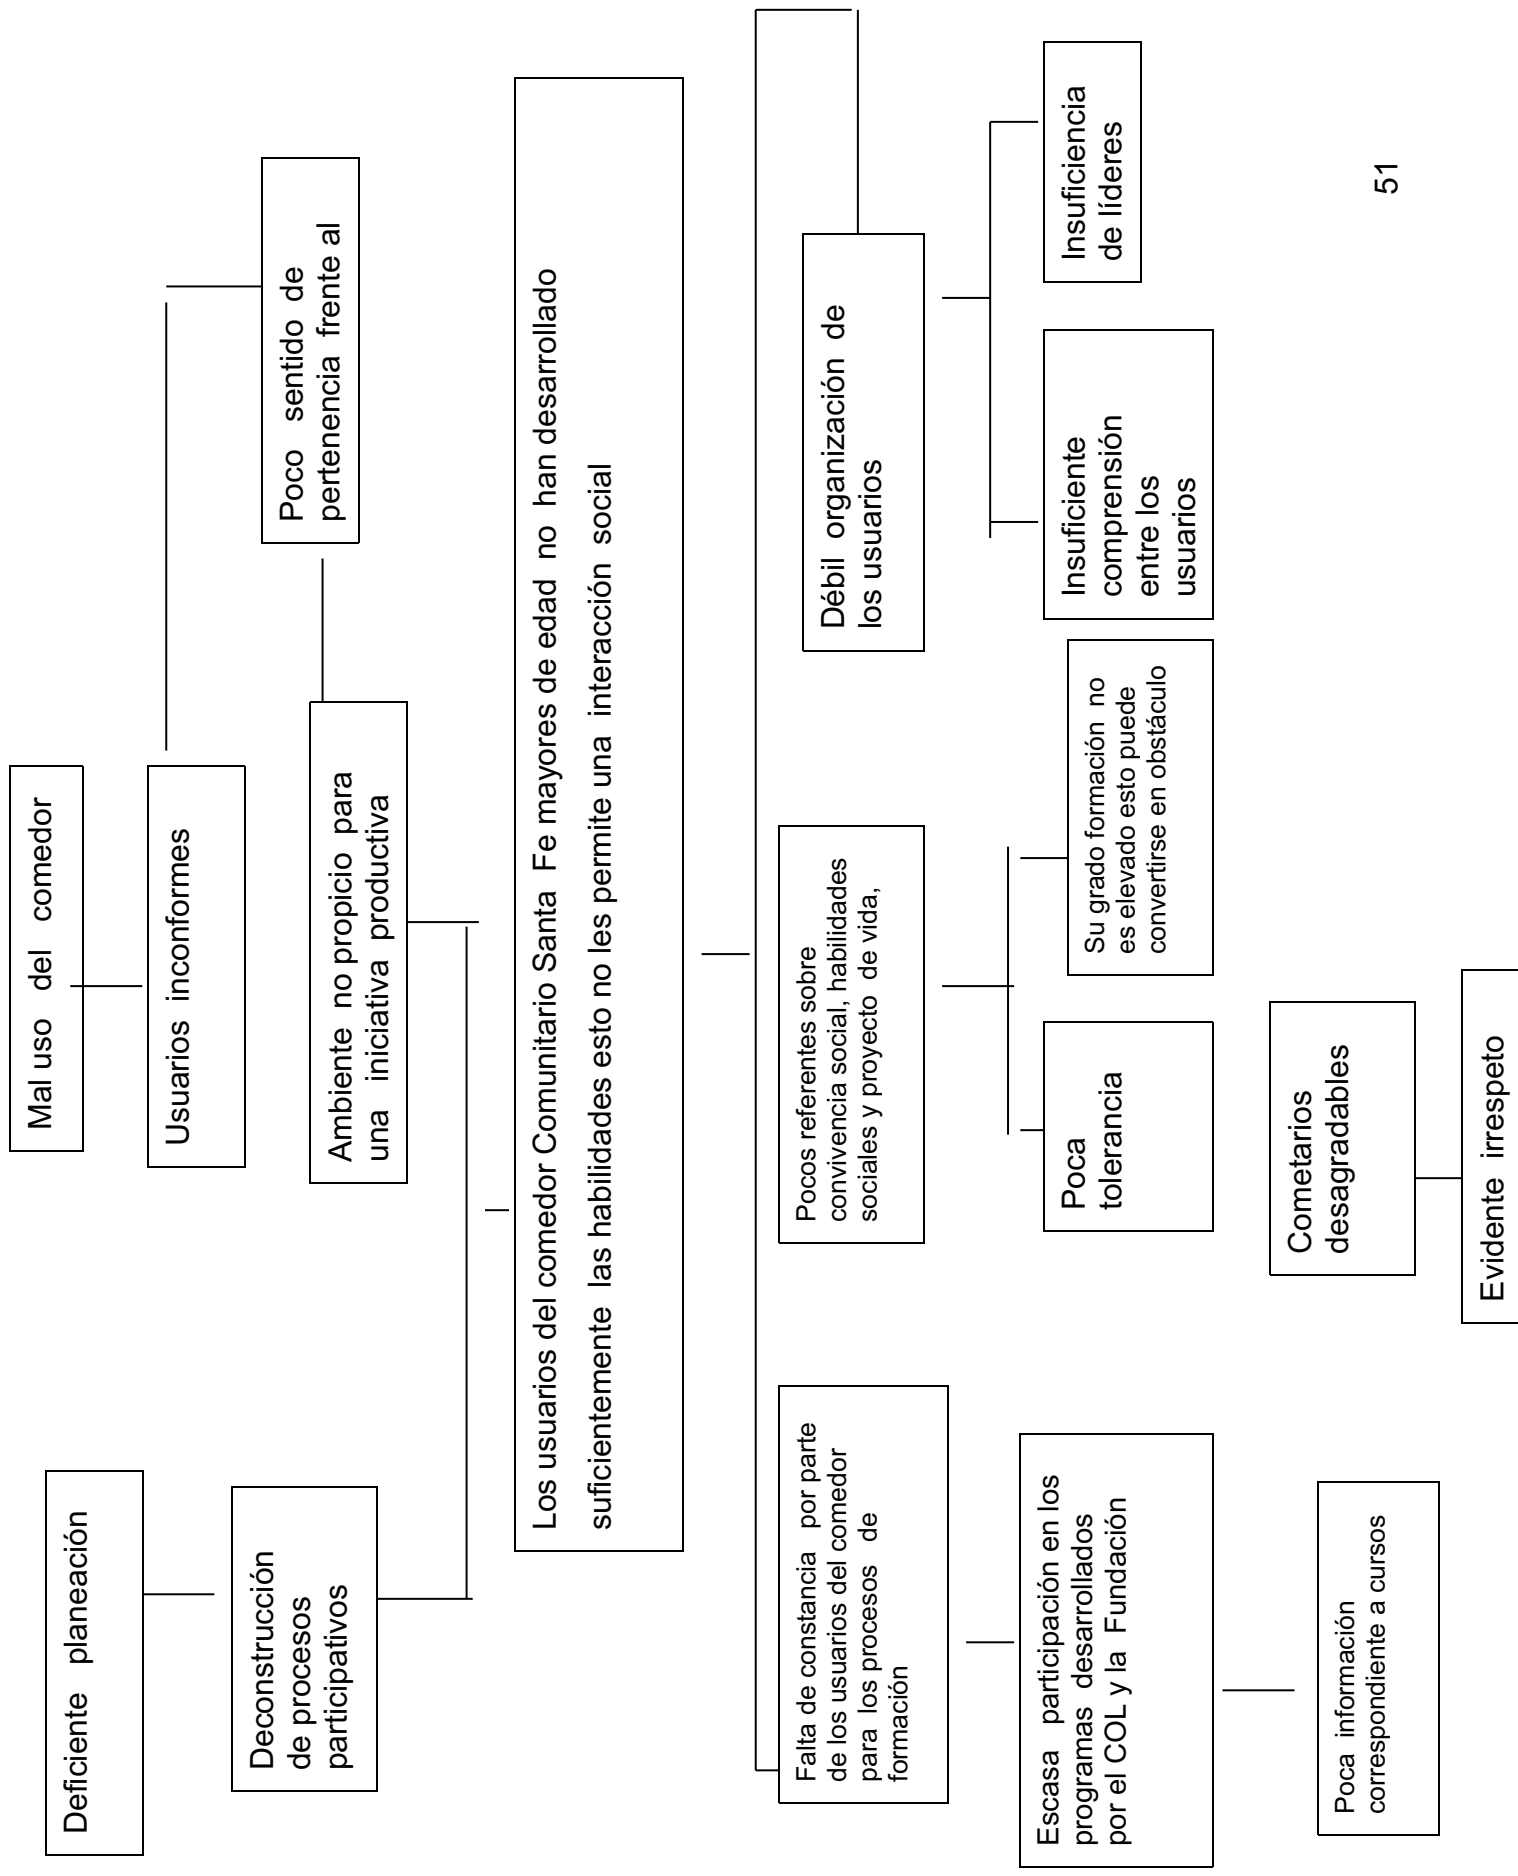 Mal uso del comedor
Deficiente planeación
Usuarios inconformes
Deconstrucción
de procesos
participativos
Poco sentido de
pertenencia frente al
Ambiente no propicio para
una iniciativa productiva
Los usuarios del comedor Comunitario Santa Fe mayores de edad no han desarrollado
suficientemente las habilidades esto no les permite una interacción social
Falta de constancia por parte
de los usuarios del comedor
para los procesos de
formación
Pocos referentes sobre
convivencia social, habilidades
sociales y proyecto de vida,
Débil organización de
los usuarios
Escasa participación en los
programas desarrollados
por el COL y la Fundación
Poca
tolerancia
Su grado formación no
es elevado esto puede
convertirse en obstáculo
Insuficiente
comprensión
entre los
usuarios
Insuficiencia
de líderes
Poca información
correspondiente a cursos
Cometarios
desagradables
Evidente irrespeto
51